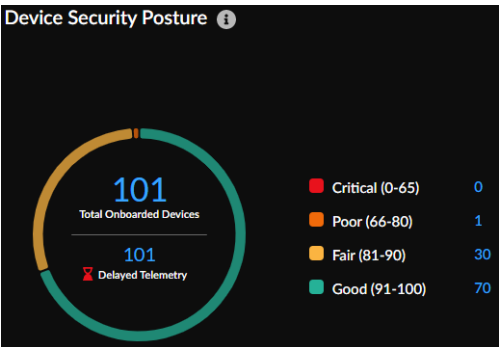 Device Security Posture
101
Total Onboarded Devices
101
Delayed Telemetry
Critical (0-65) 0
Poor (66-80) 1
Fair (81-90) 30
Good (91-100) 70